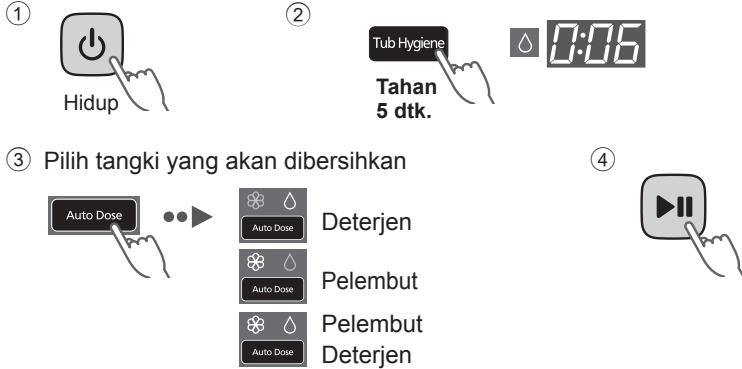 ①
Hidup
②
Tub Hygiene
0:06
Tahan
5 dtk.
③ Pilih tangki yang akan dibersihkan
Auto Dose
Auto Dose
Deterjen
Auto Dose
Pelembut
Auto Dose
Pelembut
Deterjen
④